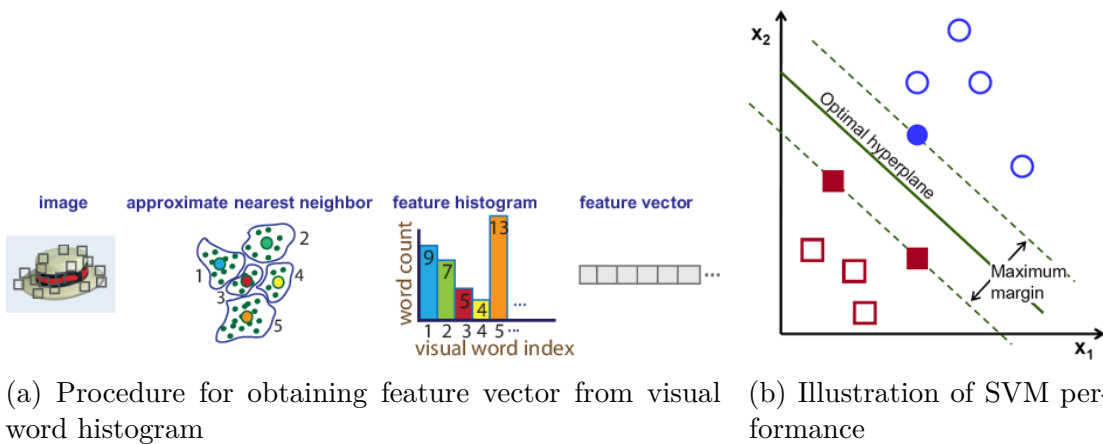 image
approximate nearest neighbor
feature histogram
feature vector
1
2
3
4
5
word count
9
7
5
4
13
...
1 2 3 4 5 ...
visual word index
...
(a) Procedure for obtaining feature vector from visual
word histogram
x2
Optimal hyperplane
Maximum
margin
x1
(b) Illustration of SVM per-
formance